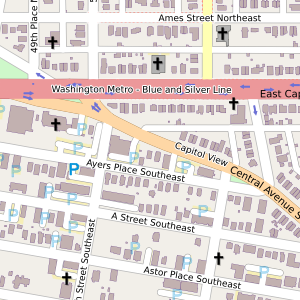 Ames Street Northeast
49th Place N
Washington Metro - Blue and Silver Line
East Cap
Capitol View
Ayers Place Southeast
Central Avenue S
A Street Southeast
h Street Southeast
Astor Place Southeast
P
P
P
P
P
P
P
P
P
P
P